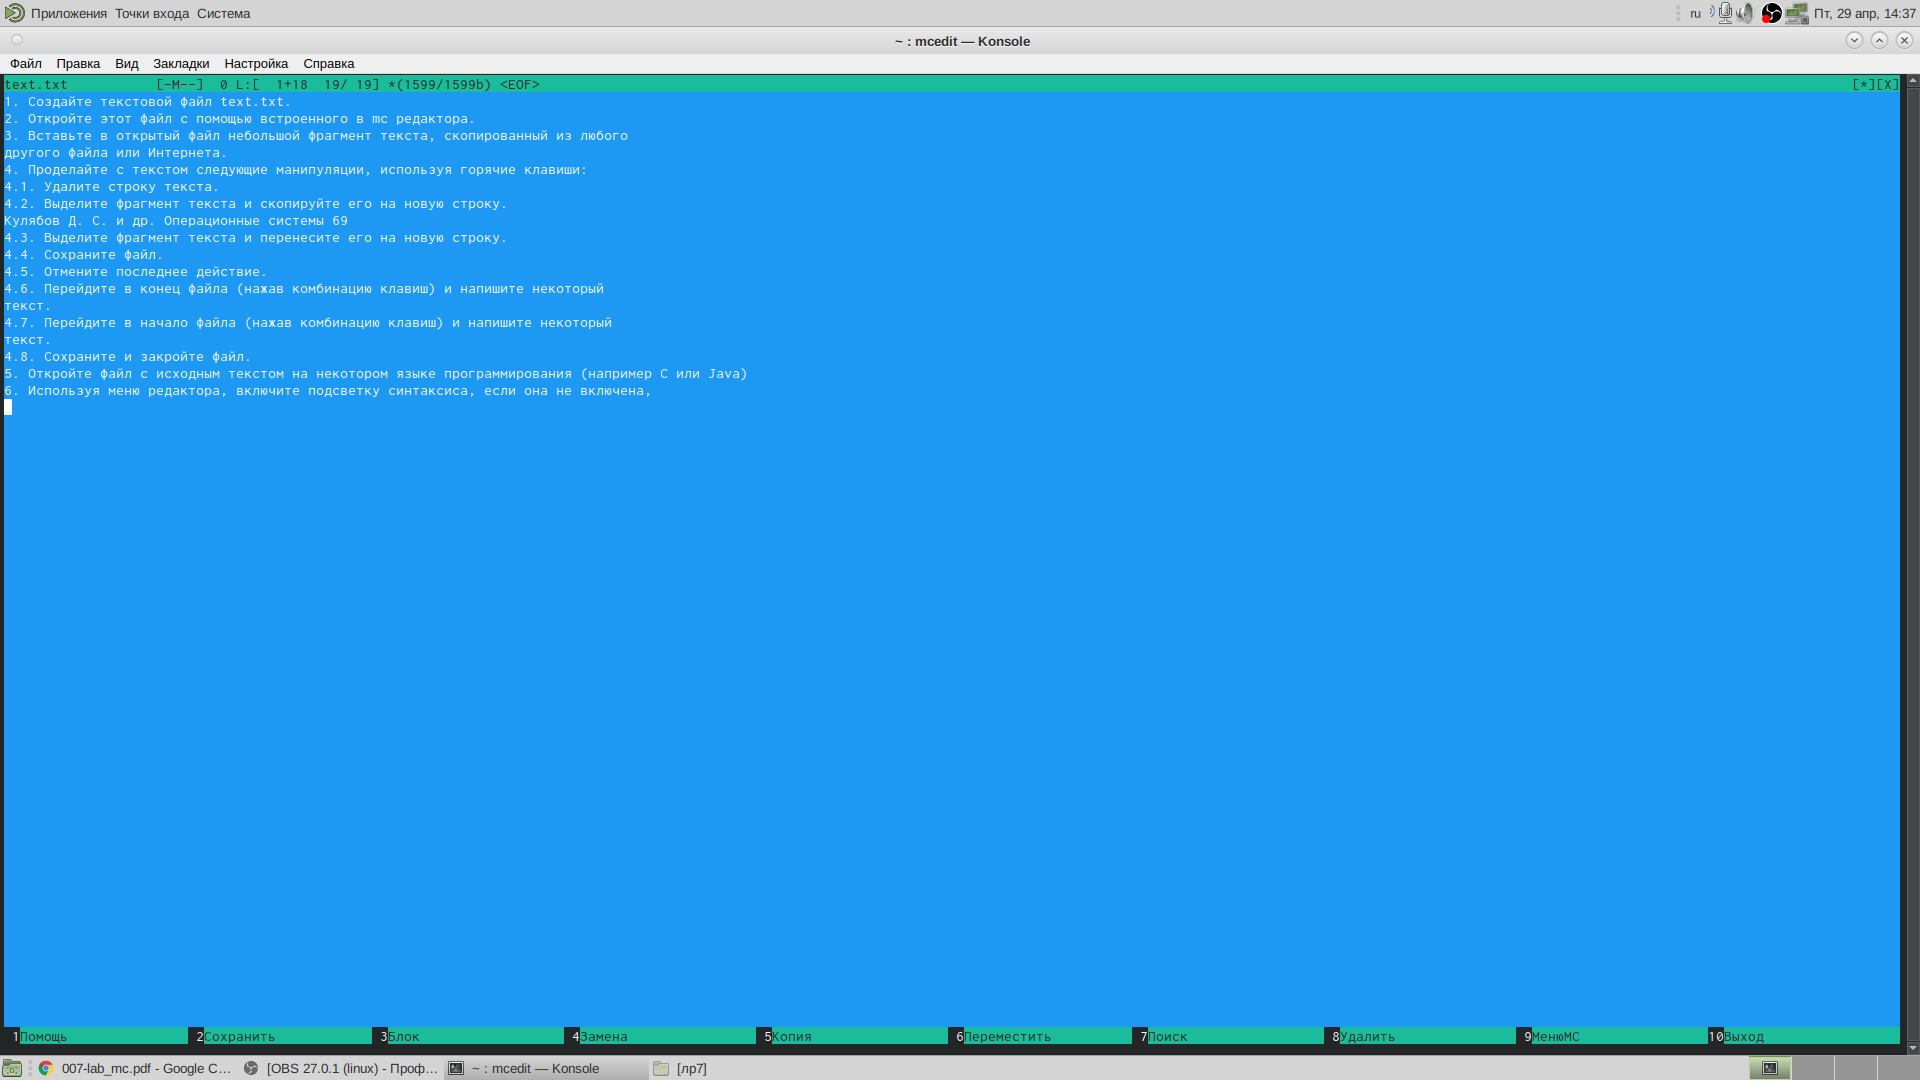 Приложения Точки входа Система ru Пт, 29 апр, 14:37
~ : mcedit — Konsole
Файл Правка Вид Закладки Настройка Справка
text.txt [-M--] 0 L:[ 1+18 19/ 19] *(1599/1599b) <EOF> [*][X]
1. Создайте текстовой файл text.txt.
2. Откройте этот файл с помощью встроенного в mc редактора.
3. Вставьте в открытый файл небольшой фрагмент текста, скопированный из любого
другого файла или Интернета.
4. Проделайте с текстом следующие манипуляции, используя горячие клавиши:
4.1. Удалите строку текста.
4.2. Выделите фрагмент текста и скопируйте его на новую строку.
Кулябов Д. С. и др. Операционные системы 69
4.3. Выделите фрагмент текста и перенесите его на новую строку.
4.4. Сохраните файл.
4.5. Отмените последнее действие.
4.6. Перейдите в конец файла (нажав комбинацию клавиш) и напишите некоторый
текст.
4.7. Перейдите в начало файла (нажав комбинацию клавиш) и напишите некоторый
текст.
4.8. Сохраните и закройте файл.
5. Откройте файл с исходным текстом на некотором языке программирования (например C или Java)
6. Используя меню редактора, включите подсветку синтаксиса, если она не включена,
1Помощь 2Сохранить 3Блок 4Замена 5Копия 6Переместить 7Поиск 8Удалить 9МенюMC 10Выход
007-lab_mc.pdf - Google C... [OBS 27.0.1 (linux) - Проф... ~ : mcedit — Konsole [лр7]